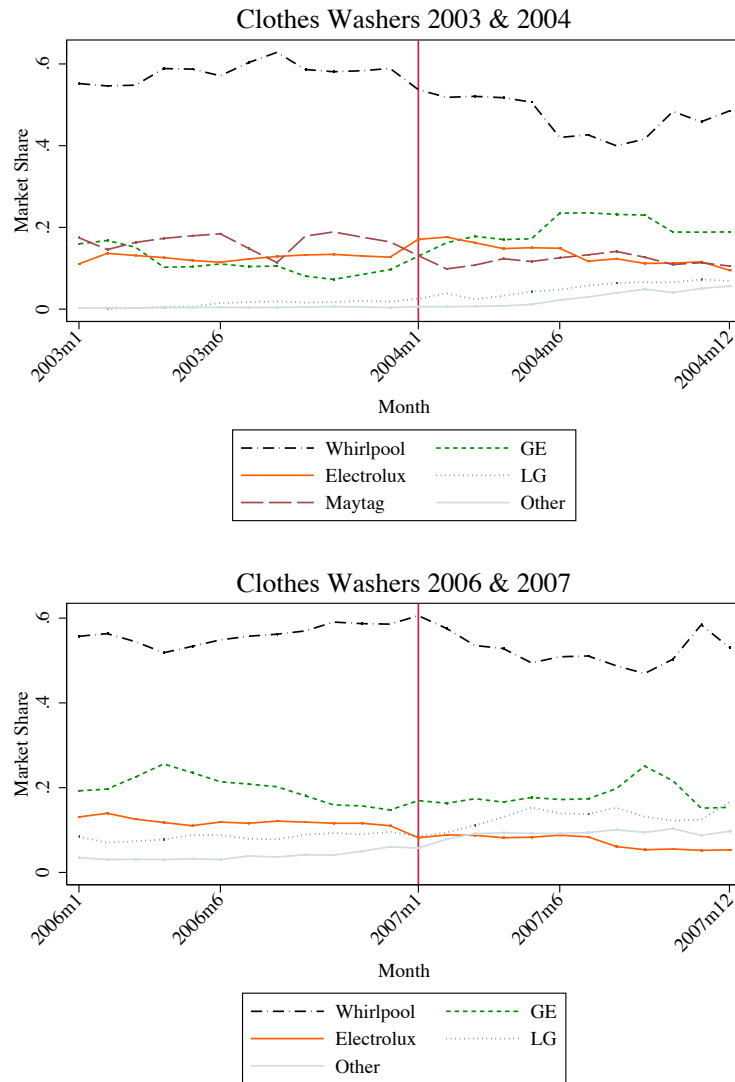 Clothes Washers 2003 & 2004
Market Share
.6
.4
.2
0
2003m1
2003m6
2004m1
2004m6
2004m12
Month
Whirlpool GE
Electrolux LG
Maytag Other
Clothes Washers 2006 & 2007
Market Share
.6
.4
.2
0
2006m1
2006m6
2007m1
2007m6
2007m12
Month
Whirlpool GE
Electrolux LG
Other